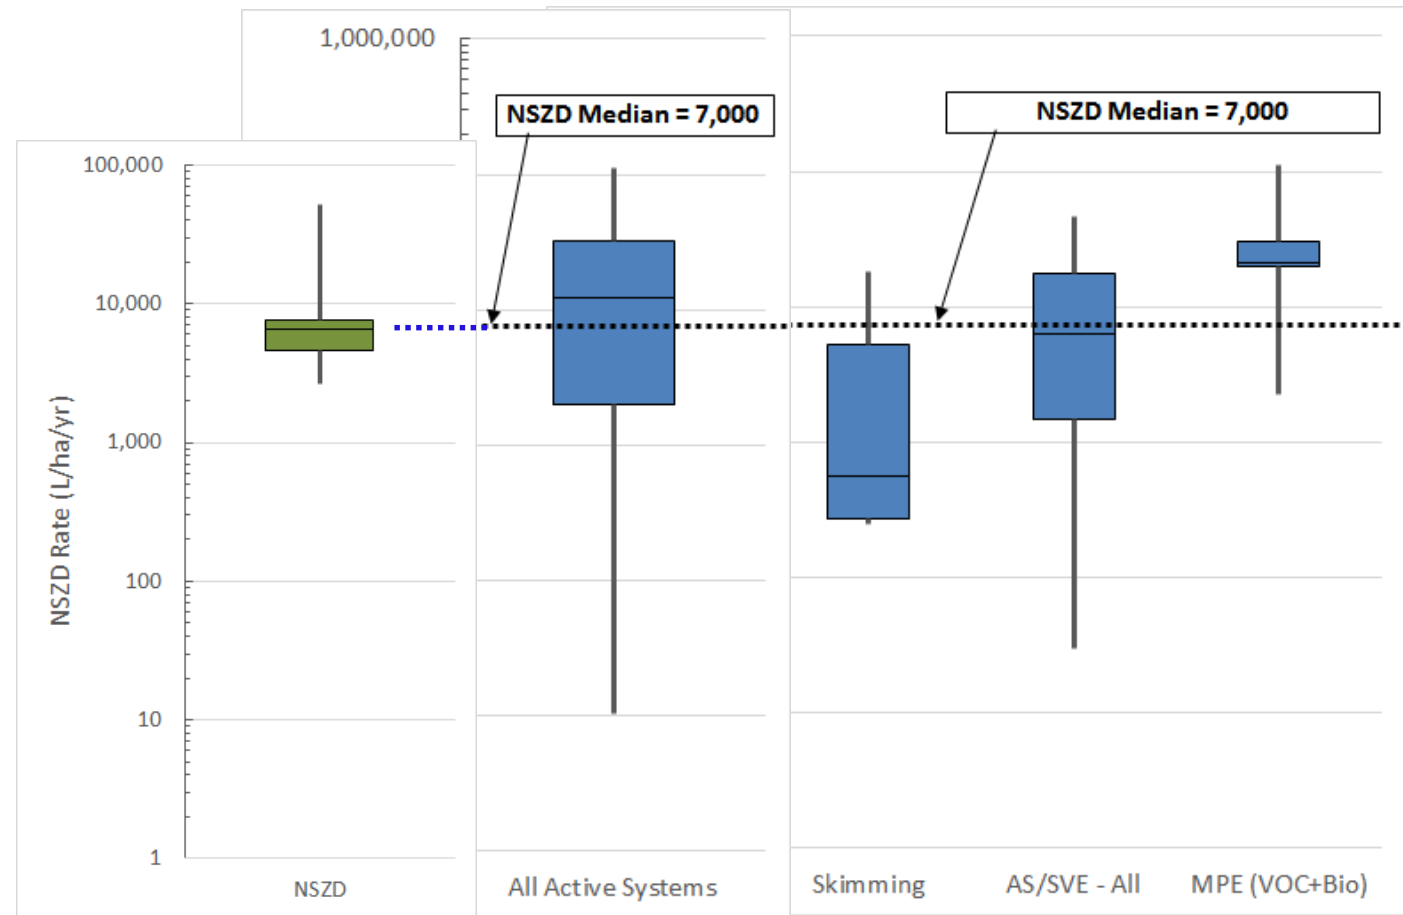 1,000,000
NSZD Median = 7,000
NSZD Median = 7,000
100,000
10,000
1,000
100
10
1
NSZD Rate (L/ha/yr)
NSZD
All Active Systems
Skimming
AS/SVE - All
MPE (VOC+Bio)